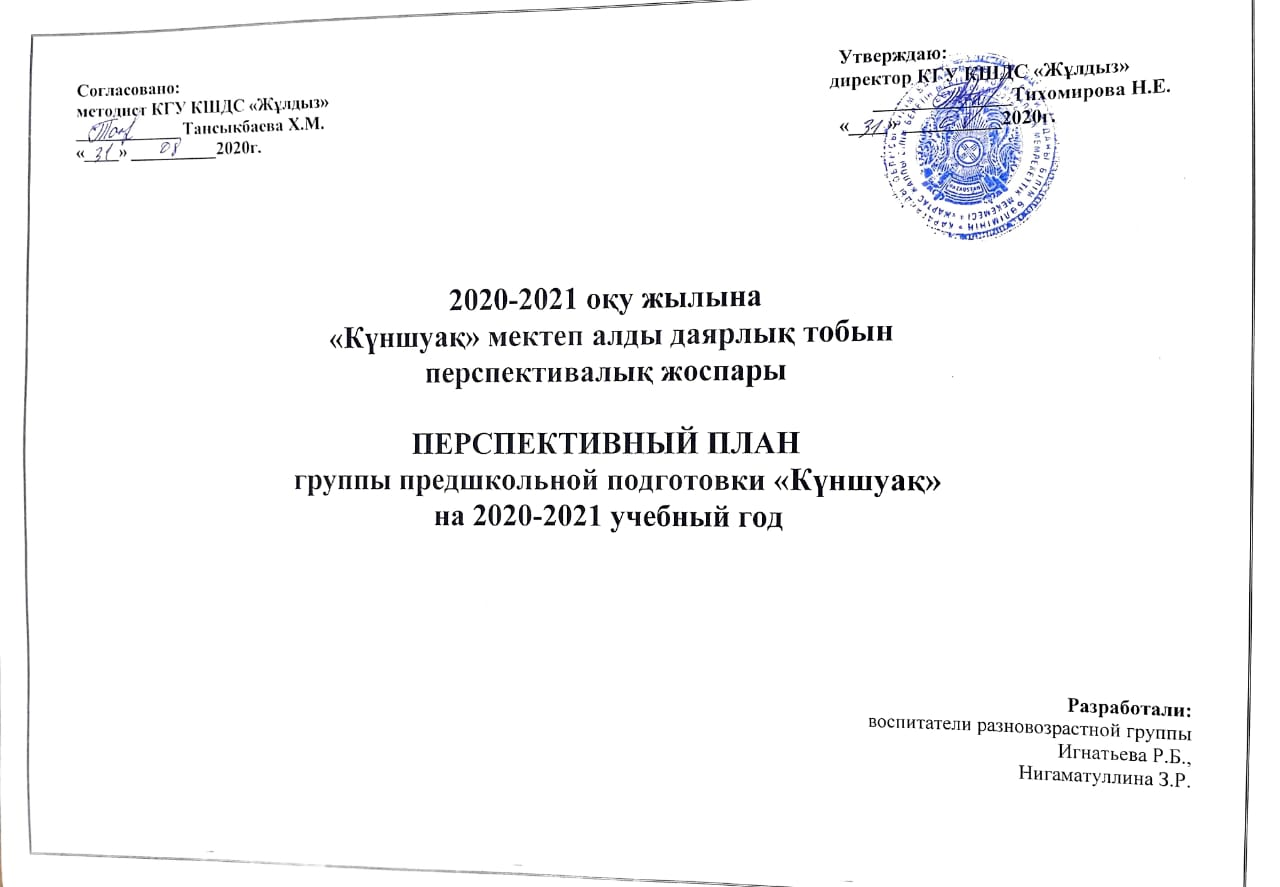 Согласовано:
методист КГУ КШДС «Жұлдыз»
Тансыкбаева Х.М.
«31» 08 2020г.
Утверждаю:
директор КГУ КШДС «Жұлдыз»
Тихомирова Н.Е.
«31» 2020г.
KAZAKSTAN
2020-2021 оқу жылына
«Күншуақ» мектеп алды даярлық тобын
перспективалық жоспары
ПЕРСПЕКТИВНЫЙ ПЛАН
группы предшкольной подготовки «Күншуақ»
на 2020-2021 учебный год
Разработали:
воспитатели разновозрастной группы
Игнатьева Р.Б.,
Нигаматуллина З.Р.